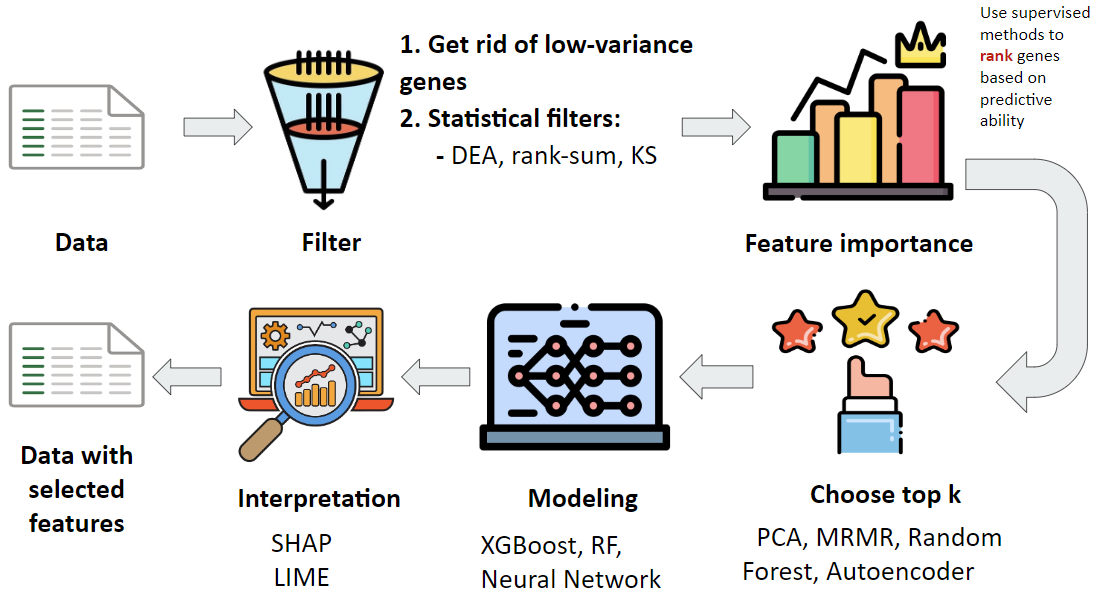 1. Get rid of low-variance
genes
2. Statistical filters:
- DEA, rank-sum, KS
Use supervised
methods to
rank genes
based on
predictive
ability
Data
Filter
Feature importance
Data with
selected
features
Interpretation
SHAP
LIME
Modeling
XGBoost, RF,
Neural Network
Choose top k
PCA, MRMR, Random
Forest, Autoencoder